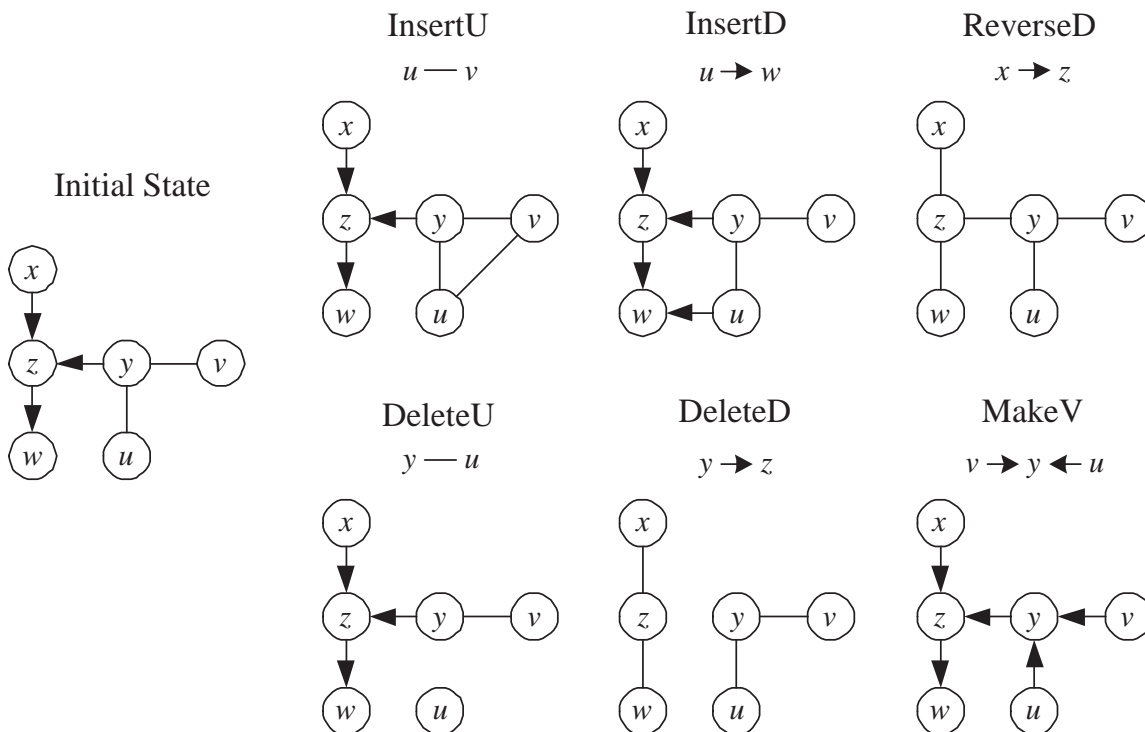 Initial State
x
z y v
w u
InsertU
u — v
x
z y v
w u
InsertD
u → w
x
z y v
w u
ReverseD
x → z
x
z y v
w u
DeleteU
y — u
x
z y v
w u
DeleteD
y → z
x
z y v
w u
MakeV
v → y ← u
x
z y v
w u